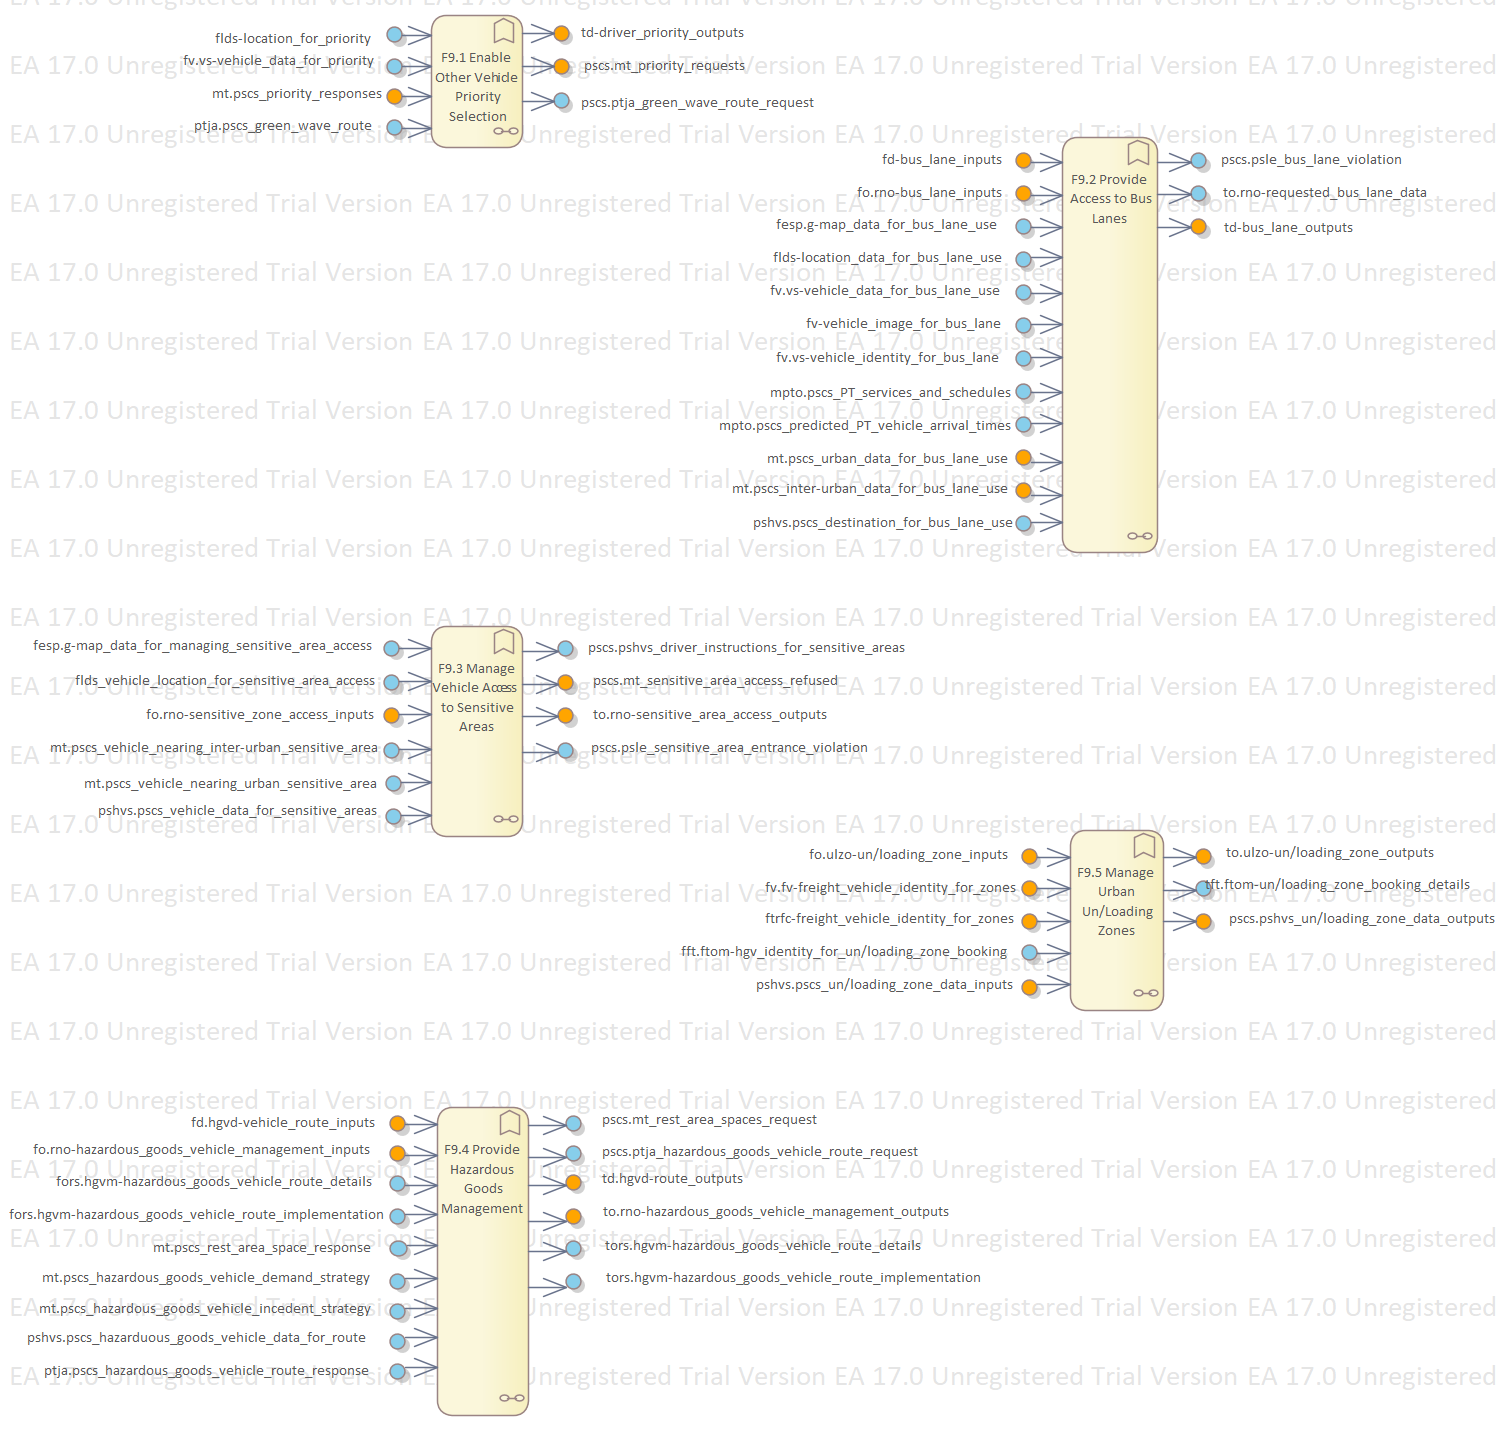 flds-location_for_priority
fv.vs-vehicle_data_for_priority
mt.pscs_priority_responses
ptja.pscs_green_wave_route
F9.1 Enable
Other Vehicle
Priority
Selection
td-driver_priority_outputs
pscs.mt_priority_requests
pscs.ptja_green_wave_route_request
fd-bus_lane_inputs
fo.rno-bus_lane_inputs
fesp.g-map_data_for_bus_lane_use
flds-location_data_for_bus_lane_use
fv.vs-vehicle_data_for_bus_lane_use
fv-vehicle_image_for_bus_lane
fv.vs-vehicle_identity_for_bus_lane
mpto.pscs_PT_services_and_schedules
mpto.pscs_predicted_PT_vehicle_arrival_times
mt.pscs_urban_data_for_bus_lane_use
mt.pscs_inter-urban_data_for_bus_lane_use
pshvs.pscs_destination_for_bus_lane_use
F9.2 Provide
Access to Bus
Lanes
pscs.psle_bus_lane_violation
to.rno-requested_bus_lane_data
td-bus_lane_outputs
fesp.g-map_data_for_managing_sensitive_area_access
flds_vehicle_location_for_sensitive_area_access
fo.rno-sensitive_zone_access_inputs
mt.pscs_vehicle_nearing_inter-urban_sensitive_area
mt.pscs_vehicle_nearing_urban_sensitive_area
pshvs.pscs_vehicle_data_for_sensitive_areas
F9.3 Manage
Vehicle Access
to Sensitive
Areas
pscs.pshvs_driver_instructions_for_sensitive_areas
pscs.mt_sensitive_area_access_refused
to.rno-sensitive_area_access_outputs
pscs.psle_sensitive_area_entrance_violation
fo.ulzo-un/loading_zone_inputs
fv.fv-freight_vehicle_identity_for_zones
ftrfc-freight_vehicle_identity_for_zones
fft.ftom-hgv_identity_for_un/loading_zone_booking
pshvs.pscs_un/loading_zone_data_inputs
F9.5 Manage
Urban
Un/Loading
Zones
to.ulzo-un/loading_zone_outputs
tft.ftom-un/loading_zone_booking_details
pscs.pshvs_un/loading_zone_data_outputs
fd.hgvd-vehicle_route_inputs
fo.rno-hazardous_goods_vehicle_management_inputs
fors.hgvm-hazardous_goods_vehicle_route_details
fors.hgvm-hazardous_goods_vehicle_route_implementation
mt.pscs_rest_area_space_response
mt.pscs_hazardous_goods_vehicle_demand_strategy
mt.pscs_hazardous_goods_vehicle_incedent_strategy
pshvs.pscs_hazarduous_goods_vehicle_data_for_route
ptja.pscs_hazardous_goods_vehicle_route_response
F9.4 Provide
Hazardous
Goods
Management
pscs.mt_rest_area_spaces_request
pscs.ptja_hazardous_goods_vehicle_route_request
td.hgvd-route_outputs
to.rno-hazardous_goods_vehicle_management_outputs
tors.hgvm-hazardous_goods_vehicle_route_details
tors.hgvm-hazardous_goods_vehicle_route_implementation
EA 17.0 Unregistered Trial Version EA 17.0 Unregistered Trial Version EA 17.0 Unregistered Trial Version EA 17.0 Unregistered